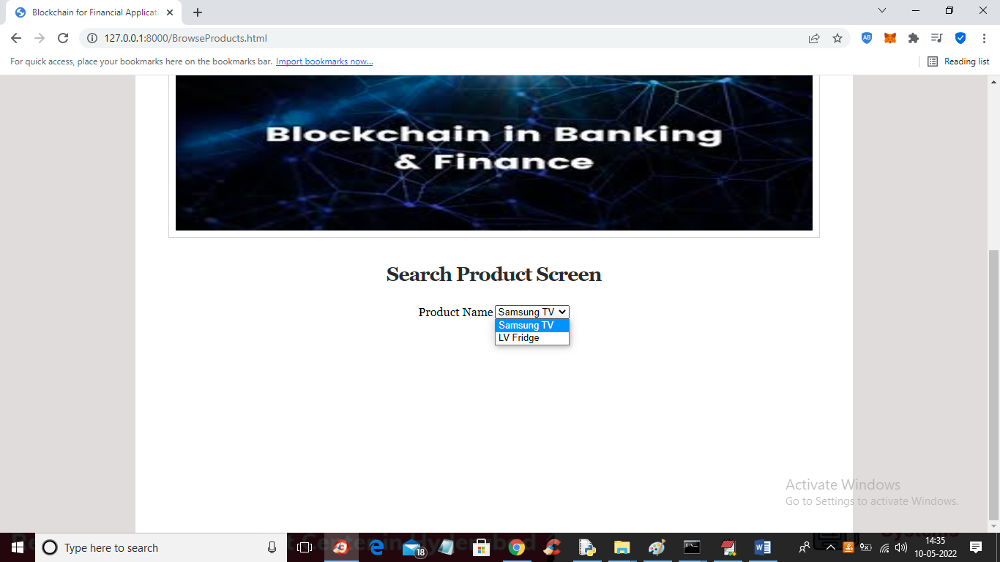 Blockchain for Financial Applicati
127.0.0.1:8000/BrowseProducts.html
For quick access, place your bookmarks here on the bookmarks bar. Import bookmarks now...
Reading list
Blockchain in Banking
& Finance
Search Product Screen
Product Name Samsung TV
Samsung TV
LV Fridge
Activate Windows
Go to Settings to activate Windows.
Type here to search
18
14:35
10-05-2022